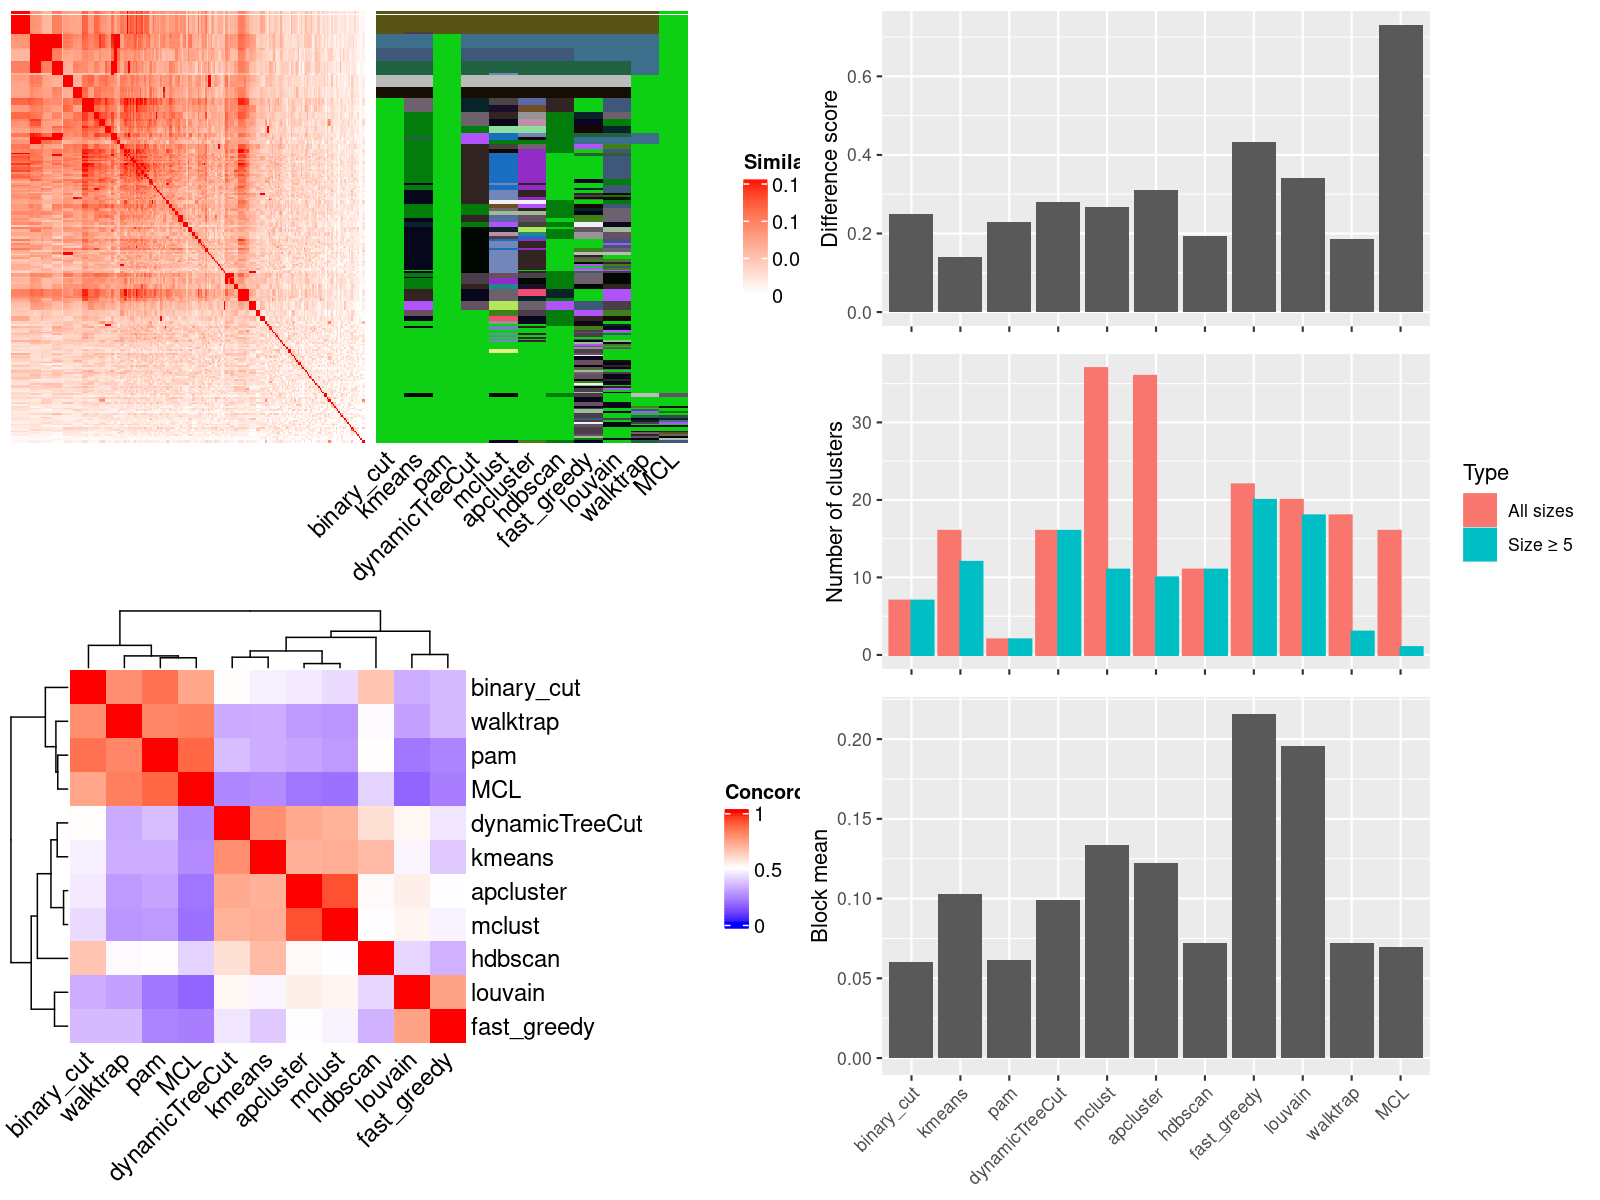 Simila
0.1
0.1
0.0
0
binary_cut
kmeans
pam
dynamicTreeCut
mclust
apcluster
hdbscan
fast_greedy
louvain
walktrap
MCL
binary_cut
walktrap
pam
MCL
dynamicTreeCut
kmeans
apcluster
mclust
hdbscan
louvain
fast_greedy
binary_cut
walktrap
pam
MCL
dynamicTreeCut
kmeans
apcluster
mclust
hdbscan
louvain
fast_greedy
Concord
1
0.5
0
Difference score
0.6
0.4
0.2
0.0
Number of clusters
30
20
10
0
Type
All sizes
Size ≥ 5
Block mean
0.20
0.15
0.10
0.05
0.00
binary_cut
kmeans
pam
dynamicTreeCut
mclust
apcluster
hdbscan
fast_greedy
louvain
walktrap
MCL